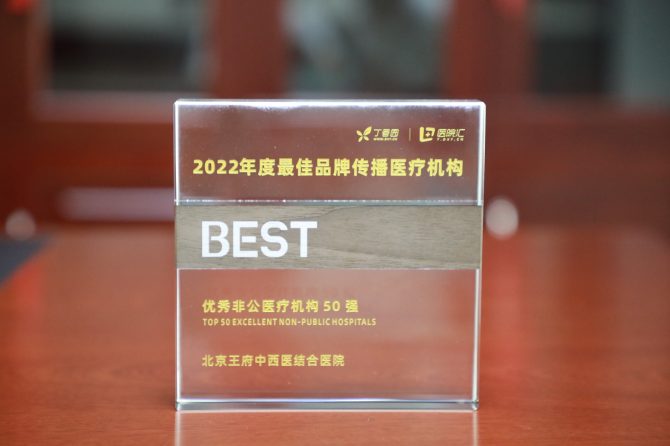 丁香园 医院汇
2022年度最佳品牌传播医疗机构
BEST
优秀非公医疗机构 50 强
TOP 50 EXCELLENT NON-PUBLIC HOSPITALS
北京王府中西医结合医院